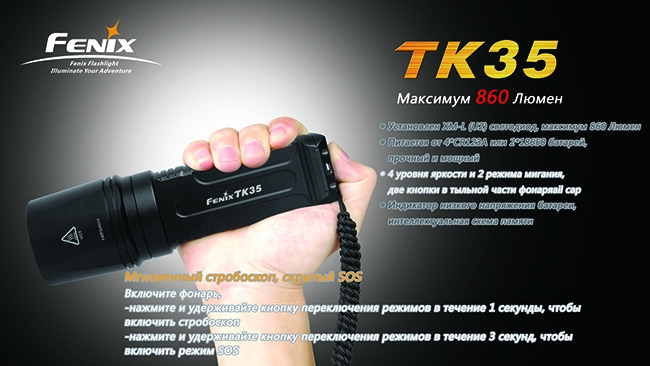 FENIX
Fenix Flashlight
Illuminate Your Adventure
TK35
Максимум 860 Люмен
• Установлен XM-L (U2) светодиод, максимум 860 Люмен
• Питается от 4*CR123A или 2*18650 батарей,
прочный и мощный
• 4 уровня яркости и 2 режима мигания,
две кнопки в тыльной части фонаряail cap
• Индикатор низкого напряжения батареи,
интеллектуальная схема памяти
FENIX TK35
HOT
Мгновенный стробоскоп, скрытый SOS
Включите фонарь,
-нажмите и удерживайте кнопку переключения режимов в течение 1 секунды, чтобы
включить стробоскоп
-нажмите и удерживайте кнопку переключения режимов в течение 3 секунд, чтобы
включить режим SOS